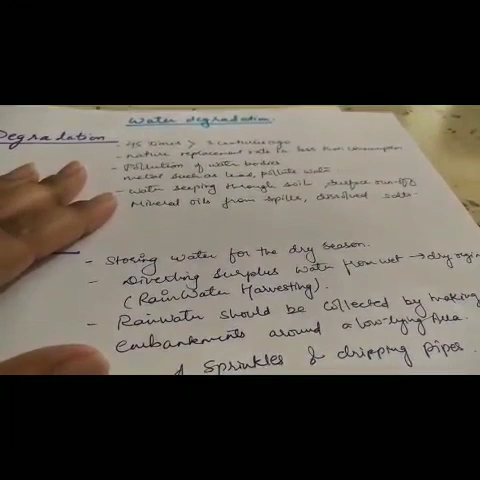 Water degradation
Degradation
- 45 times > 3 centuries ago
- nature replacement rate is less than consumption
- Pollution of water bodies
metal such as lead, pollute water
- Water seeping through soil, surface run-off
Mineral oils from spills, dissolved salts-
- Storing water for the dry season.
- Diverting surplus water from wet → dry
(RainWater Harvesting).
- Rainwater should be collected by making
embankements around a low-lying Area.
Sprinkles & dripping pipes.